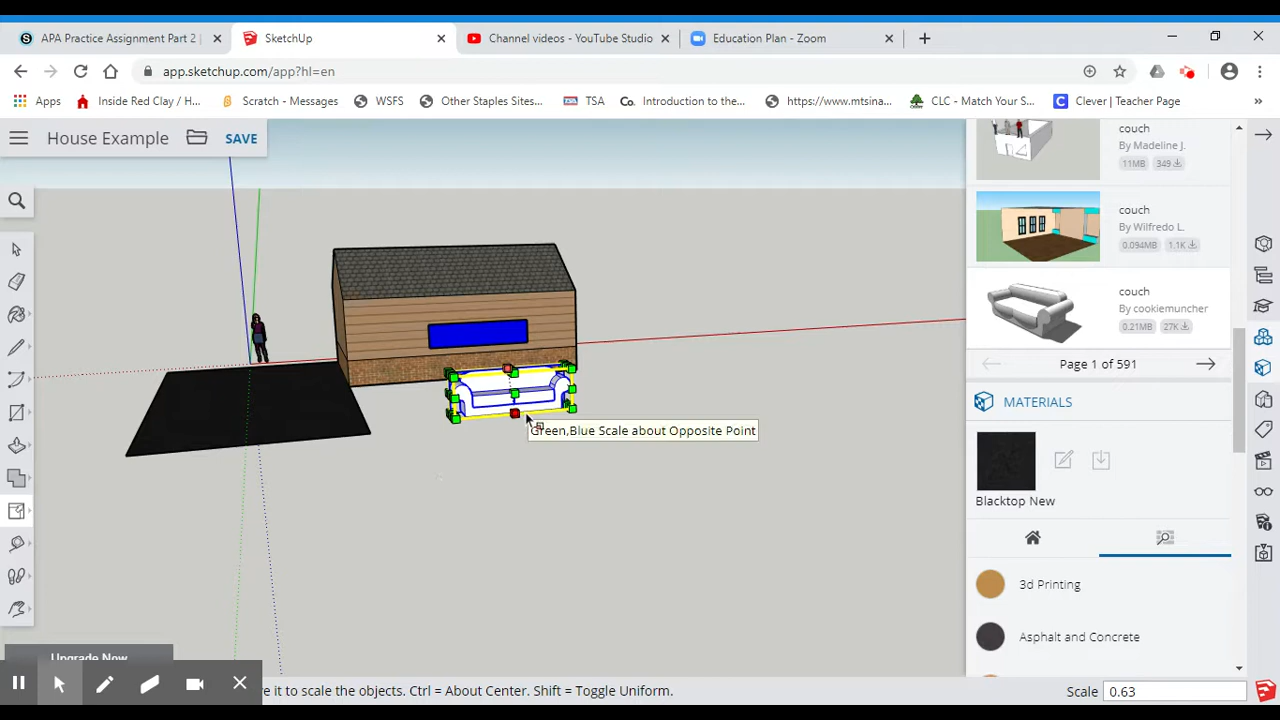 APA Practice Assignment Part 2 |
SketchUp
Channel videos - YouTube Studio
Education Plan - Zoom
app.sketchup.com/app?hl=en
Apps
Inside Red Clay / H...
Scratch - Messages
WSFS
Other Staples Sites...
TSA
Introduction to the...
https://www.mtsina...
CLC - Match Your S...
Clever | Teacher Page
House Example
SAVE
couch
By Madeline J.
11MB
349
couch
By Wilfredo L.
0.094MB
1.1K
couch
By cookiemuncher
0.21MB
27K
Page 1 of 591
MATERIALS
Green,Blue Scale about Opposite Point
Blacktop New
3d Printing
Asphalt and Concrete
Upgrade Now
e it to scale the objects. Ctrl = About Center. Shift = Toggle Uniform.
Scale
0.63